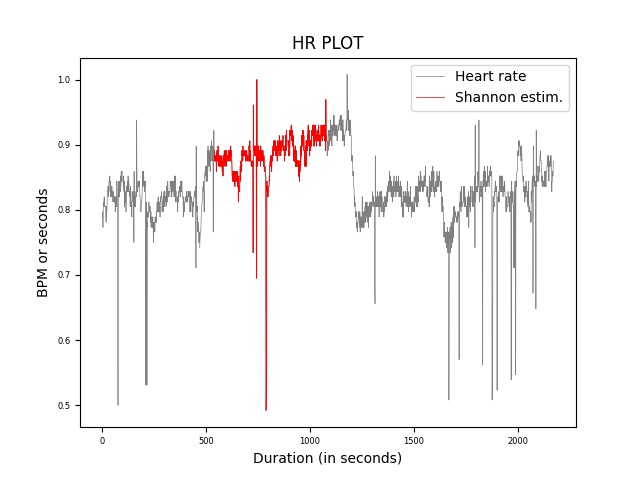 HR PLOT
Heart rate
Shannon estim.
BPM or seconds
1.0
0.9
0.8
0.7
0.6
0.5
0
500
1000
1500
2000
Duration (in seconds)